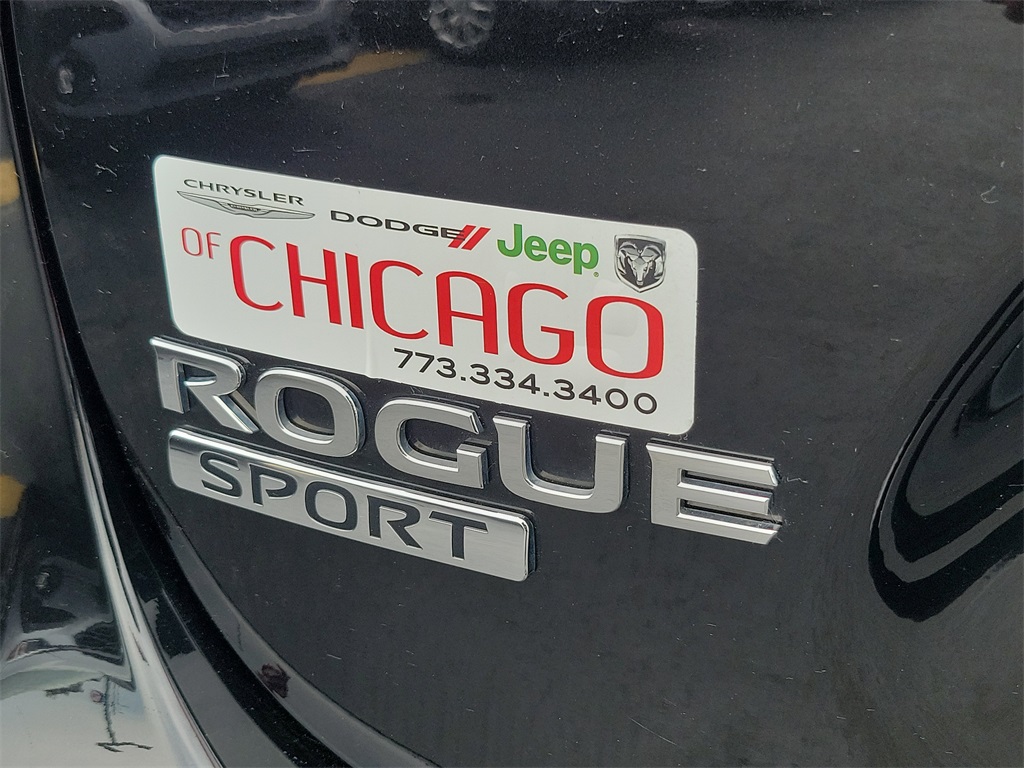 CHRYSLER DODGE Jeep
OF CHICAGO
773.334.3400
ROGUE
SPORT